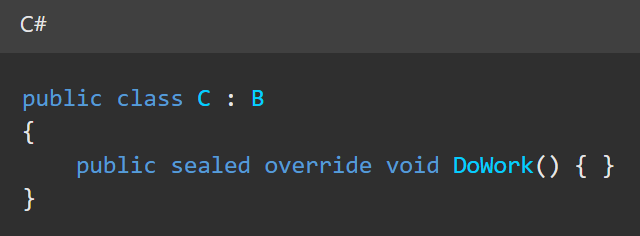 C#
public class C : B
{
    public sealed override void DoWork() { }
}